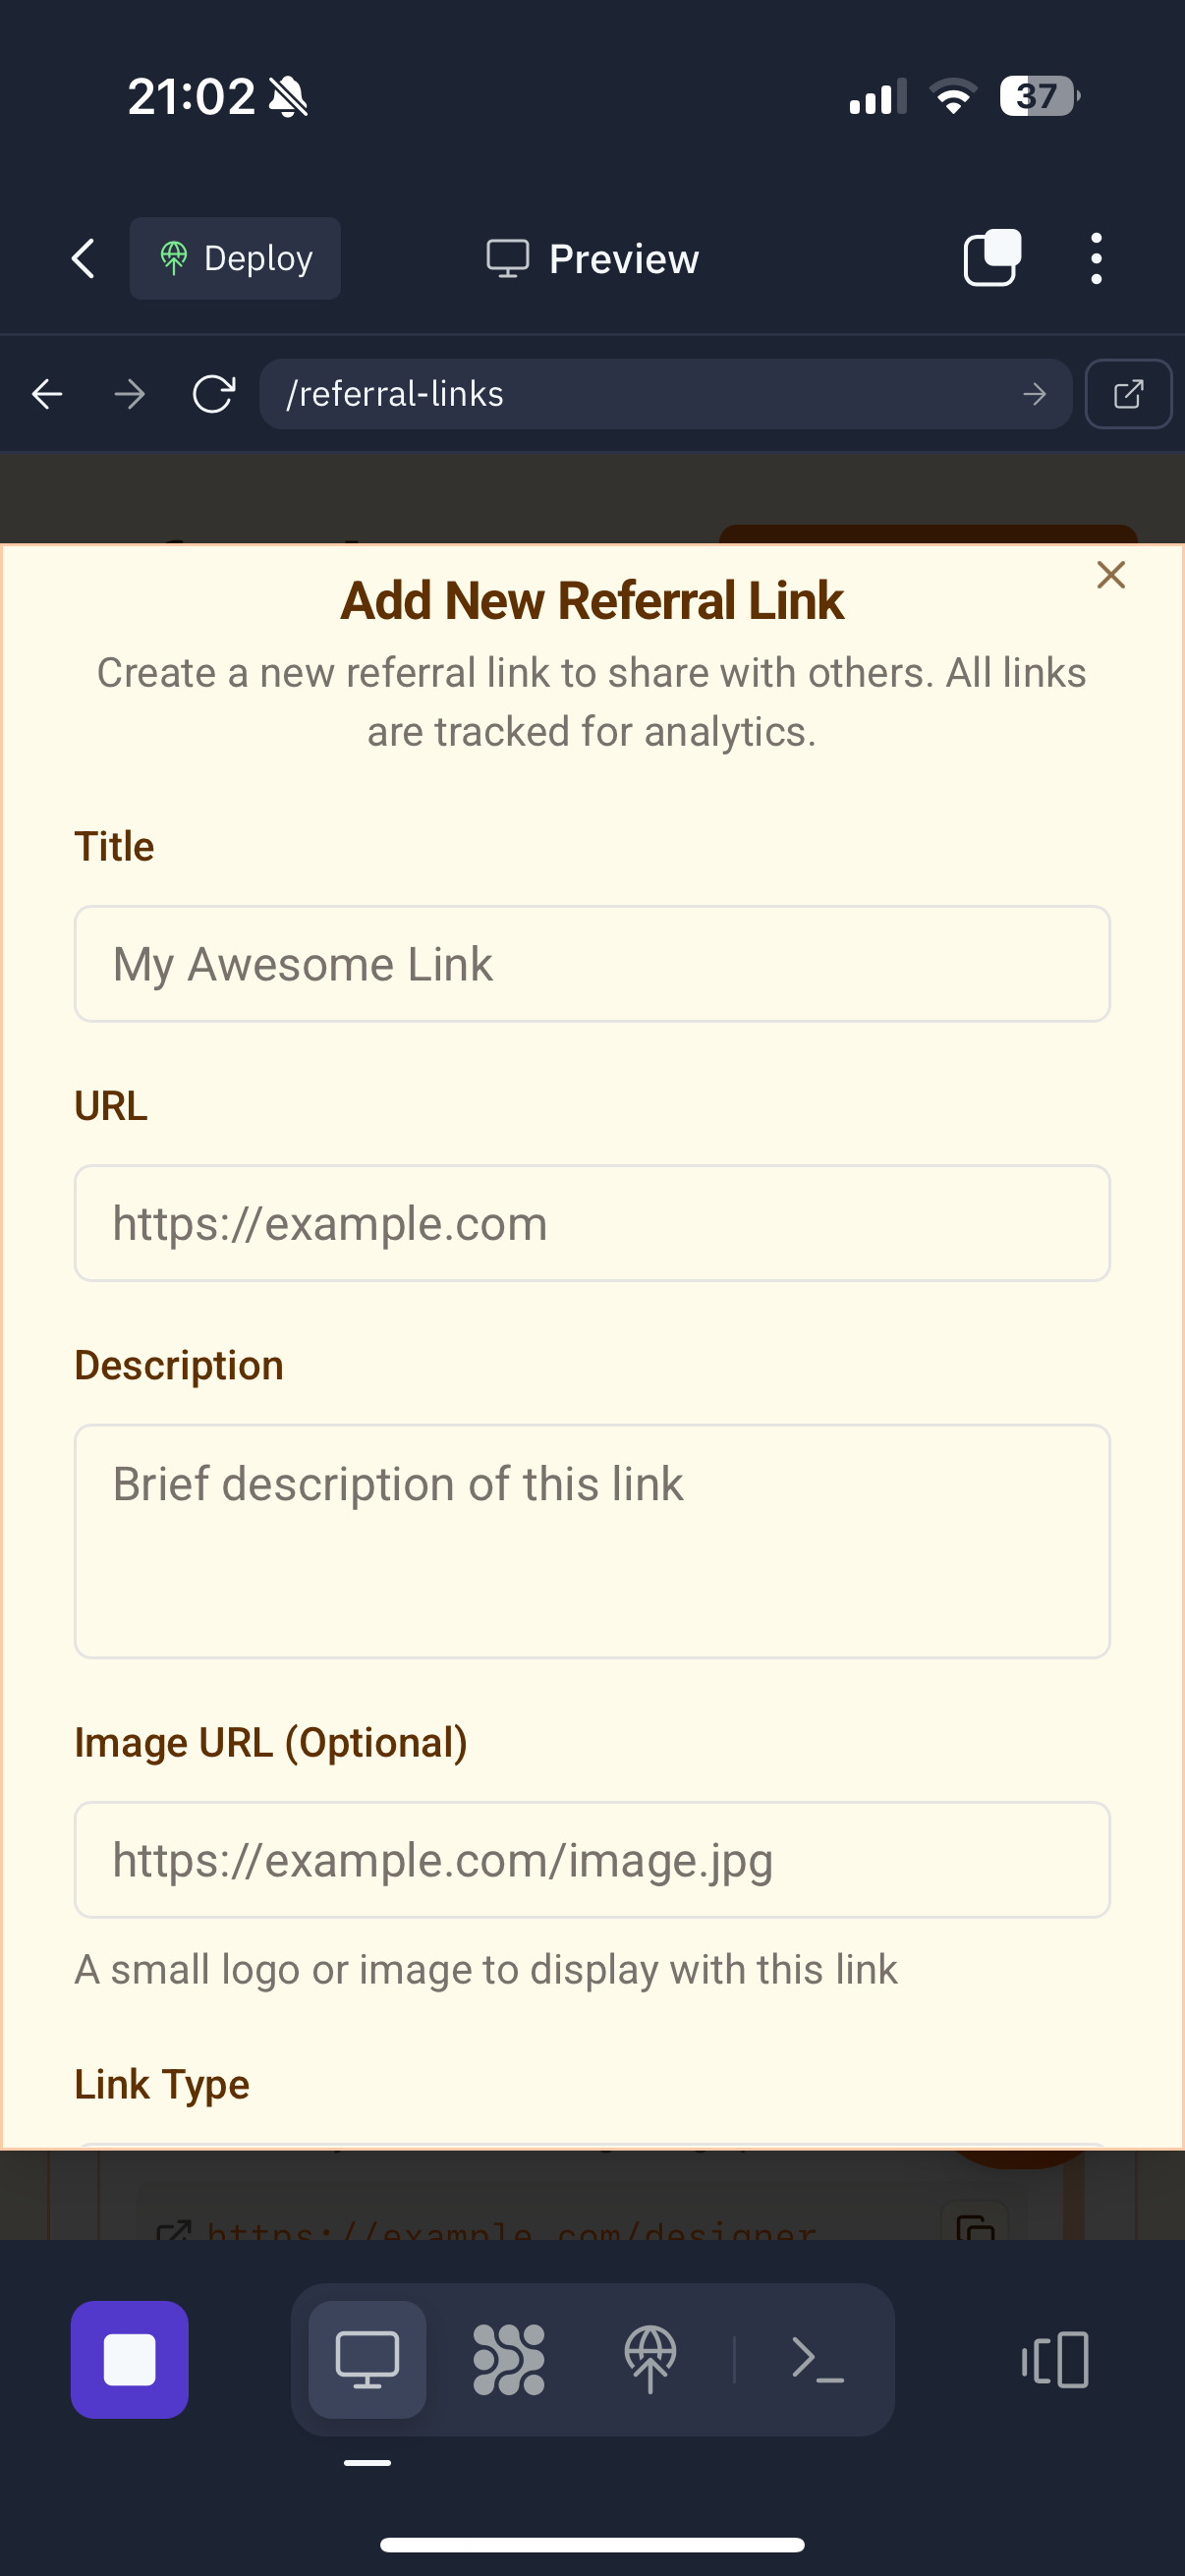 21:02
37
Deploy
Preview
/referral-links
Add New Referral Link
Create a new referral link to share with others. All links
are tracked for analytics.
Title
My Awesome Link
URL
https://example.com
Description
Brief description of this link
Image URL (Optional)
https://example.com/image.jpg
A small logo or image to display with this link
Link Type
https://example.com/designer